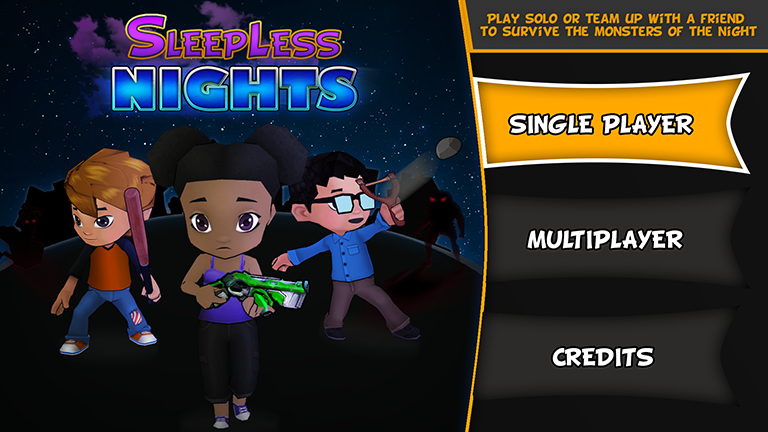 SLEEPLESS
NIGHTS
PLAY SOLO OR TEAM UP WITH A FRIEND
TO SURVIVE THE MONSTERS OF THE NIGHT
SINGLE PLAYER
MULTIPLAYER
CREDITS